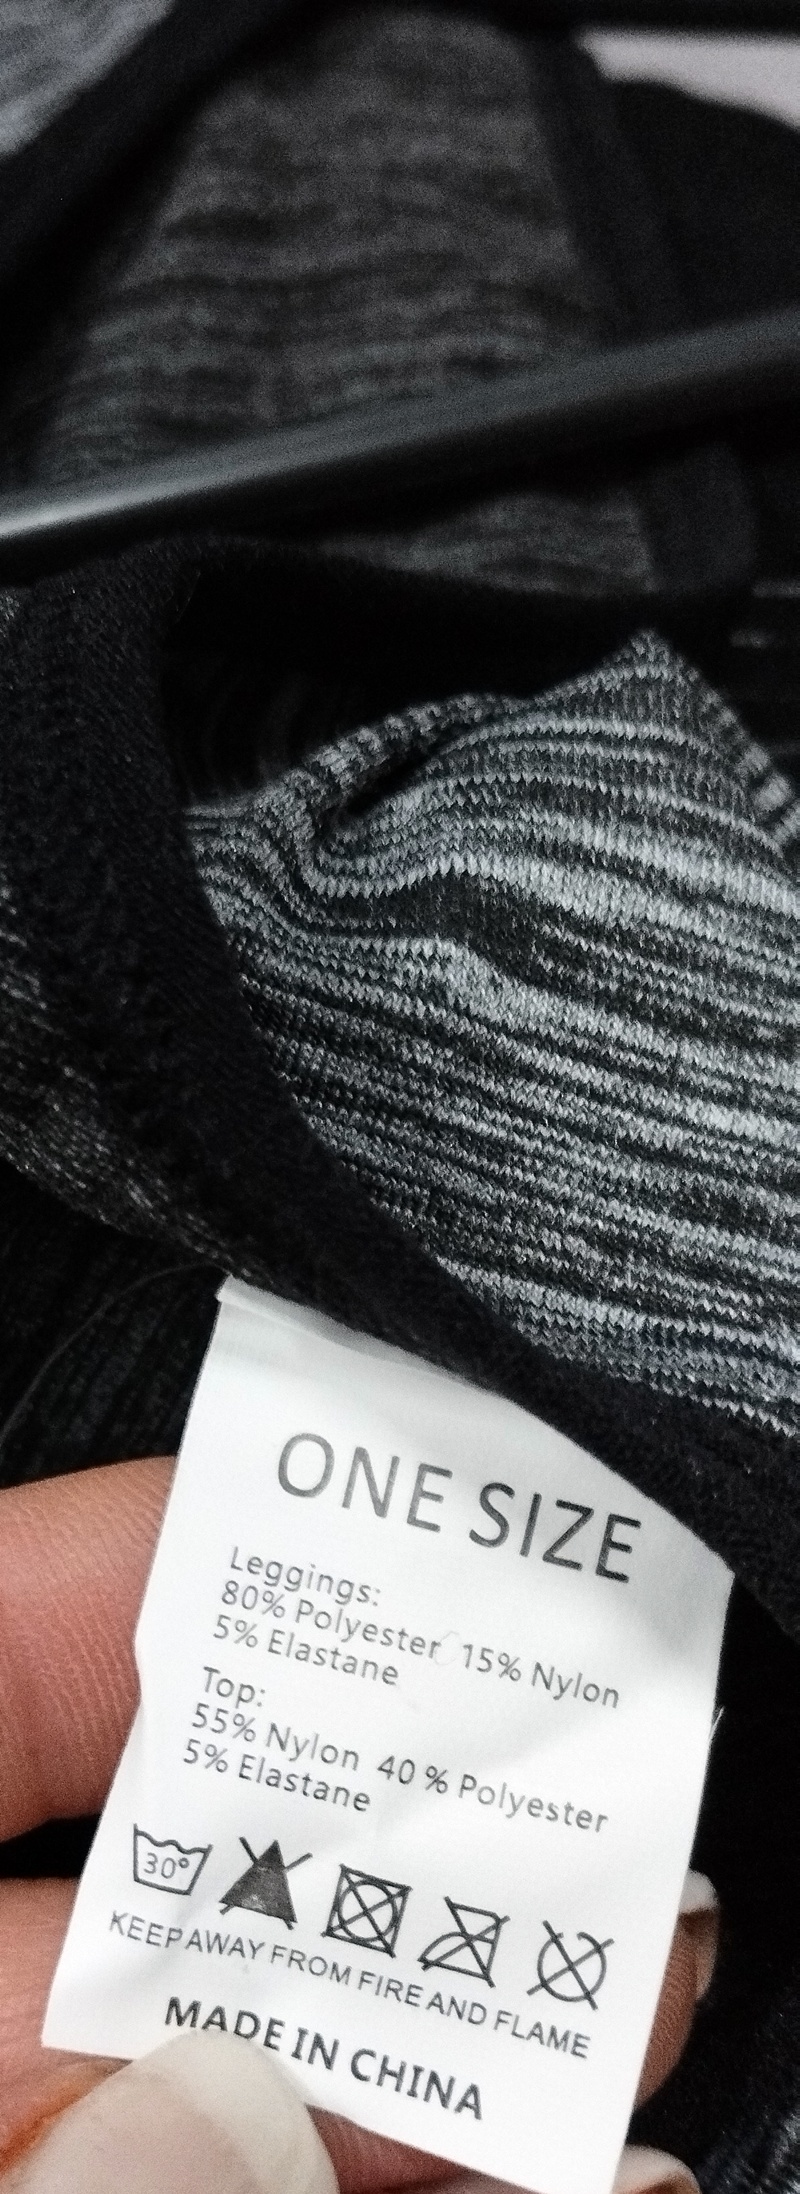 ONE SIZE
Leggings:
80% Polyester 15% Nylon
5% Elastane
Top:
55% Nylon 40% Polyester
5% Elastane
30°
KEEP AWAY FROM FIRE AND FLAME
MADE IN CHINA